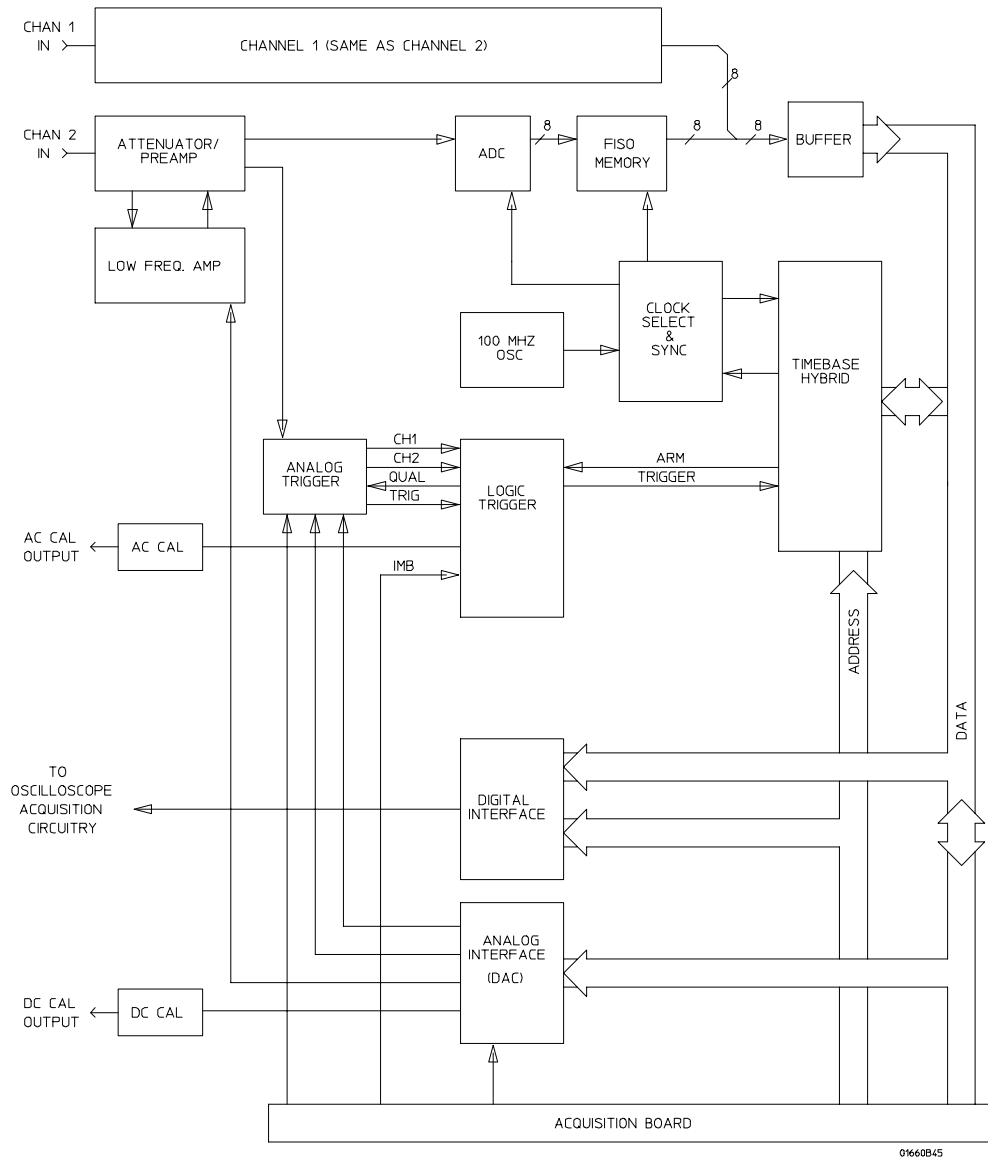 CHAN 1
IN
CHANNEL 1 (SAME AS CHANNEL 2)
8
CHAN 2
IN
ATTENUATOR/
PREAMP
ADC
8
FISO
MEMORY
8
8
BUFFER
LOW FREQ. AMP
100 MHZ
OSC
CLOCK
SELECT
&
SYNC
TIMEBASE
HYBRID
ANALOG
TRIGGER
CH1
CH2
QUAL
TRIG
LOGIC
TRIGGER
ARM
TRIGGER
AC CAL
OUTPUT
AC CAL
IMB
ADDRESS
DATA
TO
OSCILLOSCOPE
ACQUISITION
CIRCUITRY
DIGITAL
INTERFACE
ANALOG
INTERFACE
(DAC)
DC CAL
OUTPUT
DC CAL
ACQUISITION BOARD
01660B45